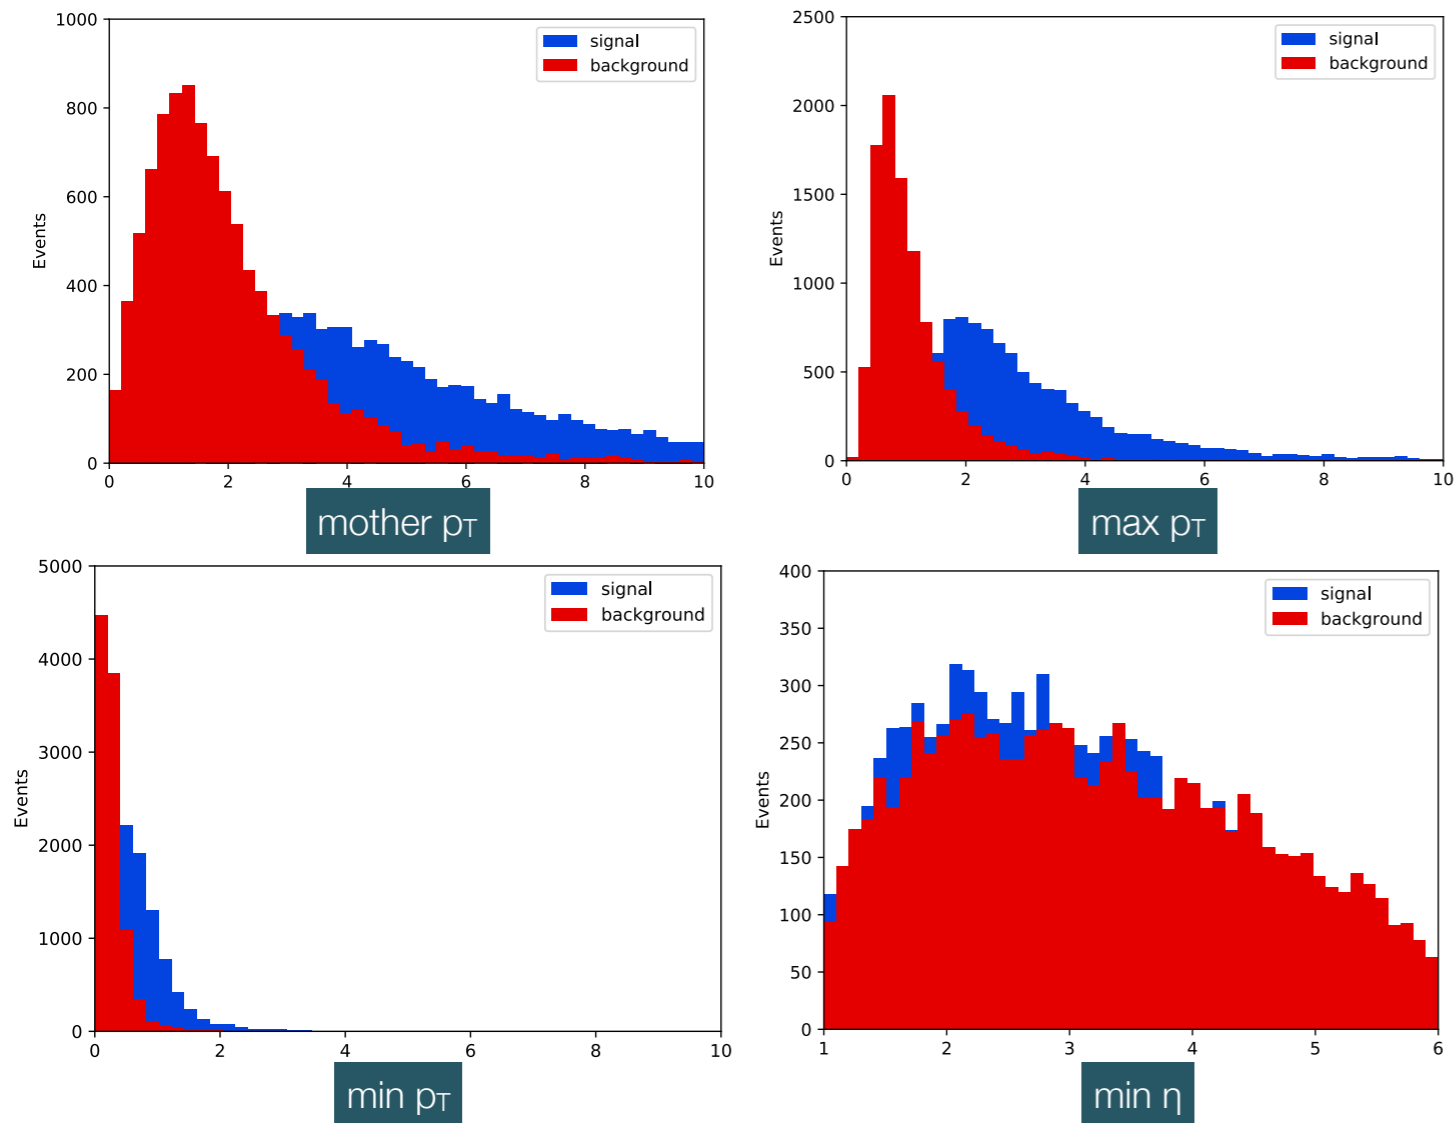 1000
800
600
400
200
0
Events
signal
background
0 2 4 6 8 10
mother pT
2500
2000
1500
1000
500
0
Events
signal
background
0 2 4 6 8 10
max pT
5000
4000
3000
2000
1000
0
Events
signal
background
0 2 4 6 8 10
min pT
400
350
300
250
200
150
100
50
0
Events
signal
background
1 2 3 4 5 6
min η